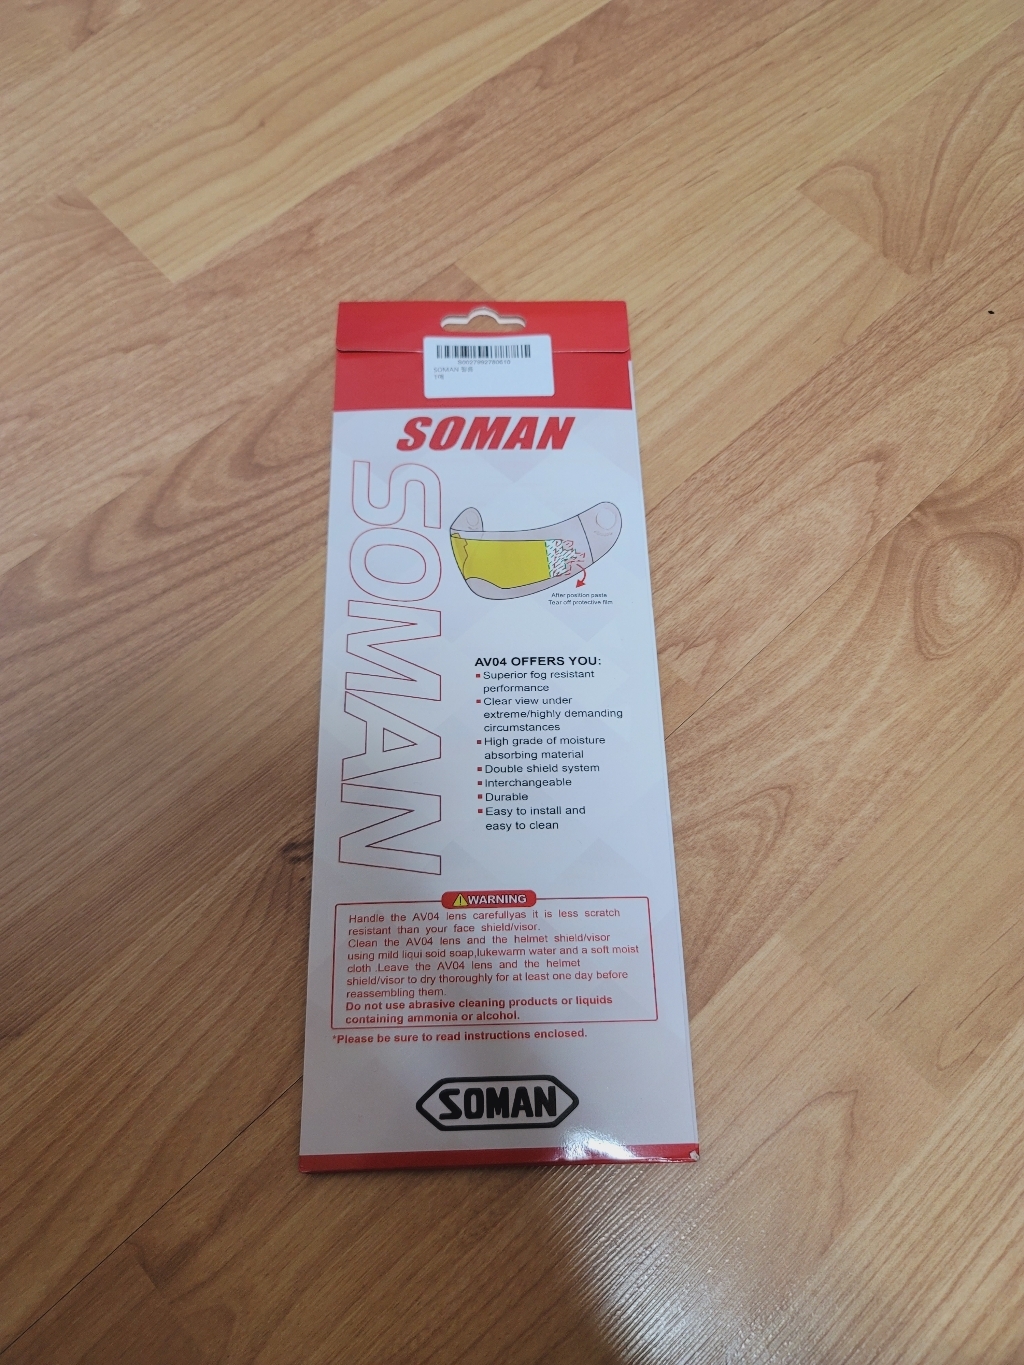 SOMAN
SOMAN
SOMAN
After position paste
Tear off protective film
AV04 OFFERS YOU:
Superior fog resistant
performance
Clear view under
extreme/highly demanding
circumstances
High grade of moisture
absorbing material
Double shield system
Interchangeable
Durable
Easy to install and
easy to clean
WARNING
Handle the AV04 lens carefullyas it is less scratch
resistant than your face shield/visor.
Clean the AV04 lens and the helmet shield/visor
using mild liqui soid soap,lukewarm water and a soft moist
cloth .Leave the AV04 lens and the helmet
shield/visor to dry thoroughly for at least one day before
reassembling them.
Do not use abrasive cleaning products or liquids
containing ammonia or alcohol.
*Please be sure to read instructions enclosed.
SOMAN